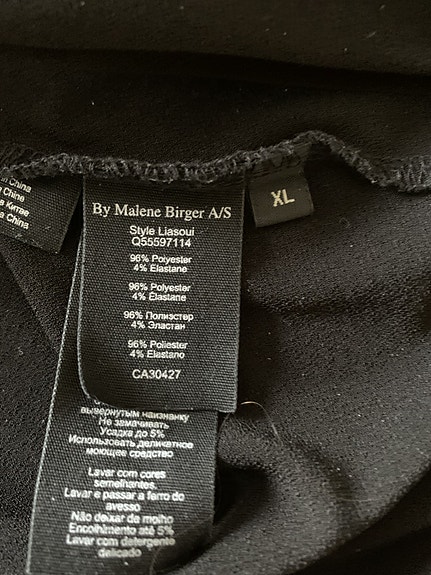 in China
n Chine
в Китае
a China
By Malene Birger A/S
Style Liasoui
Q55597114
96% Polyester
4% Elastane
96% Polyester
4% Élastane
96% Полиэстер
4% Эластан
96% Poliester
4% Elastano
CA30427
XL
вывернутым наизнанку
Не замачивать
Усадка до 5%
Использовать деликатное
моющее средство
Lavar com cores
semelhantes.
Lavar e passar a ferro do
avesso
Não deixar de molho
Encolhimento até 5%
Lavar com detergente
delicado